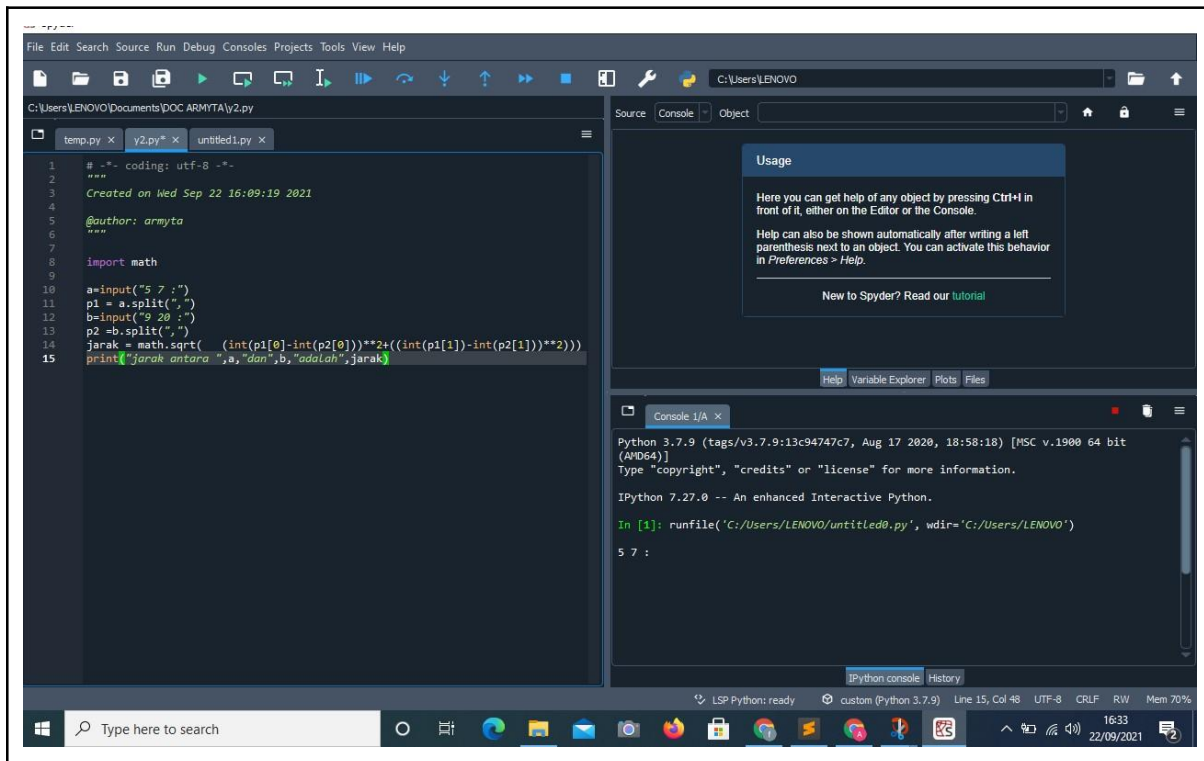 File Edit Search Source Run Debug Consoles Projects Tools View Help
C:\Users\LENOVO
C:\Users\LENOVO\Documents\DOC ARMYTA\y2.py
temp.py × y2.py* × untitled1.py ×
1 # -*- coding: utf-8 -*-
2 """
3 Created on Wed Sep 22 16:09:19 2021
4
5 @author: armyta
6 """
7
8 import math
9
10 a=input("5 7 :")
11 p1 = a.split(",")
12 b=input("9 20 :")
13 p2 =b.split(",")
14 jarak = math.sqrt(   (int(p1[0]-int(p2[0]))**2+((int(p1[1])-int(p2[1]))**2)))
15 print("jarak antara ",a,"dan",b,"adalah",jarak)
Source Console Object
Usage
Here you can get help of any object by pressing Ctrl+I in
front of it, either on the Editor or the Console.
Help can also be shown automatically after writing a left
parenthesis next to an object. You can activate this behavior
in Preferences > Help.
New to Spyder? Read our tutorial
Help Variable Explorer Plots Files
Console 1/A ×
Python 3.7.9 (tags/v3.7.9:13c94747c7, Aug 17 2020, 18:58:18) [MSC v.1900 64 bit
(AMD64)]
Type "copyright", "credits" or "license" for more information.
IPython 7.27.0 -- An enhanced Interactive Python.
In [1]: runfile('C:/Users/LENOVO/untitled0.py', wdir='C:/Users/LENOVO')
5 7 :
IPython console History
LSP Python: ready custom (Python 3.7.9) Line 15, Col 48 UTF-8 CRLF RW Mem 70%
Type here to search
16:33
22/09/2021
2